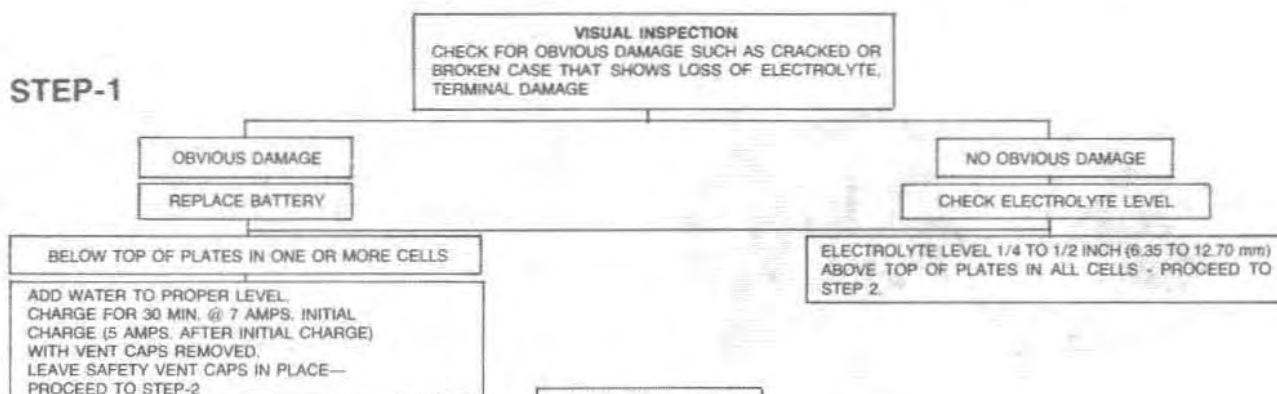 STEP-1
VISUAL INSPECTION
CHECK FOR OBVIOUS DAMAGE SUCH AS CRACKED OR
BROKEN CASE THAT SHOWS LOSS OF ELECTROLYTE,
TERMINAL DAMAGE
OBVIOUS DAMAGE
REPLACE BATTERY
NO OBVIOUS DAMAGE
CHECK ELECTROLYTE LEVEL
BELOW TOP OF PLATES IN ONE OR MORE CELLS
ADD WATER TO PROPER LEVEL.
CHARGE FOR 30 MIN. @ 7 AMPS. INITIAL
CHARGE (5 AMPS. AFTER INITIAL CHARGE)
WITH VENT CAPS REMOVED.
LEAVE SAFETY VENT CAPS IN PLACE—
PROCEED TO STEP-2
ELECTROLYTE LEVEL 1/4 TO 1/2 INCH (6.35 TO 12.70 mm)
ABOVE TOP OF PLATES IN ALL CELLS - PROCEED TO
STEP 2.